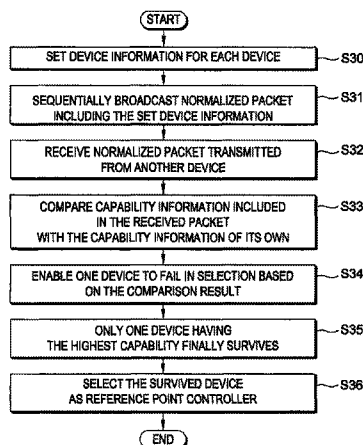 START
SET DEVICE INFORMATION FOR EACH DEVICE
S30
SEQUENTIALLY BROADCAST NORMALIZED PACKET
INCLUDING THE SET DEVICE INFORMATION
S31
RECEIVE NORMALIZED PACKET TRANSMITTED
FROM ANOTHER DEVICE
S32
COMPARE CAPABILITY INFORMATION INCLUDED
IN THE RECEIVED PACKET
WITH THE CAPABILITY INFORMATION OF ITS OWN
S33
ENABLE ONE DEVICE TO FAIL IN SELECTION BASED
ON THE COMPARISON RESULT
S34
ONLY ONE DEVICE HAVING
THE HIGHEST CAPABILITY FINALLY SURVIVES
S35
SELECT THE SURVIVED DEVICE
AS REFERENCE POINT CONTROLLER
S36
END